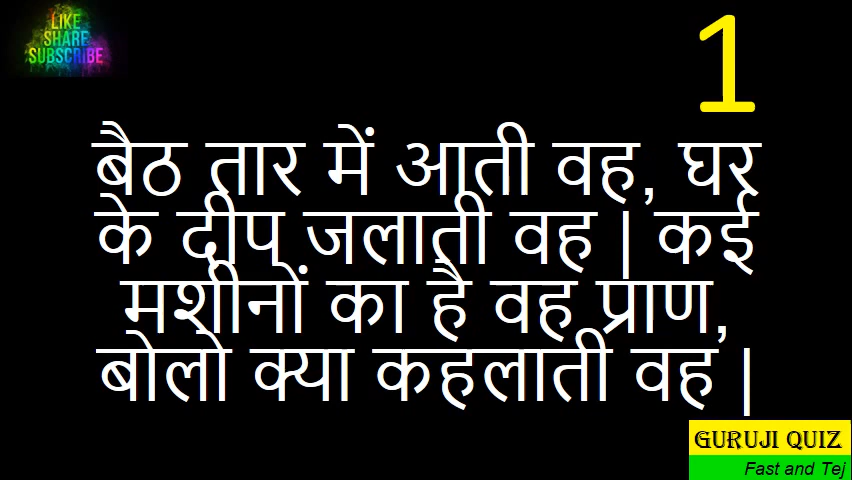 LIKE
SHARE
SUBSCRIBE
1
बैठ तार में आती वह, घर
के दीप जलाती वह | कई
मशीनों का है वह प्राण,
बोलो क्या कहलाती वह |
GURUJI QUIZ
Fast and Tej